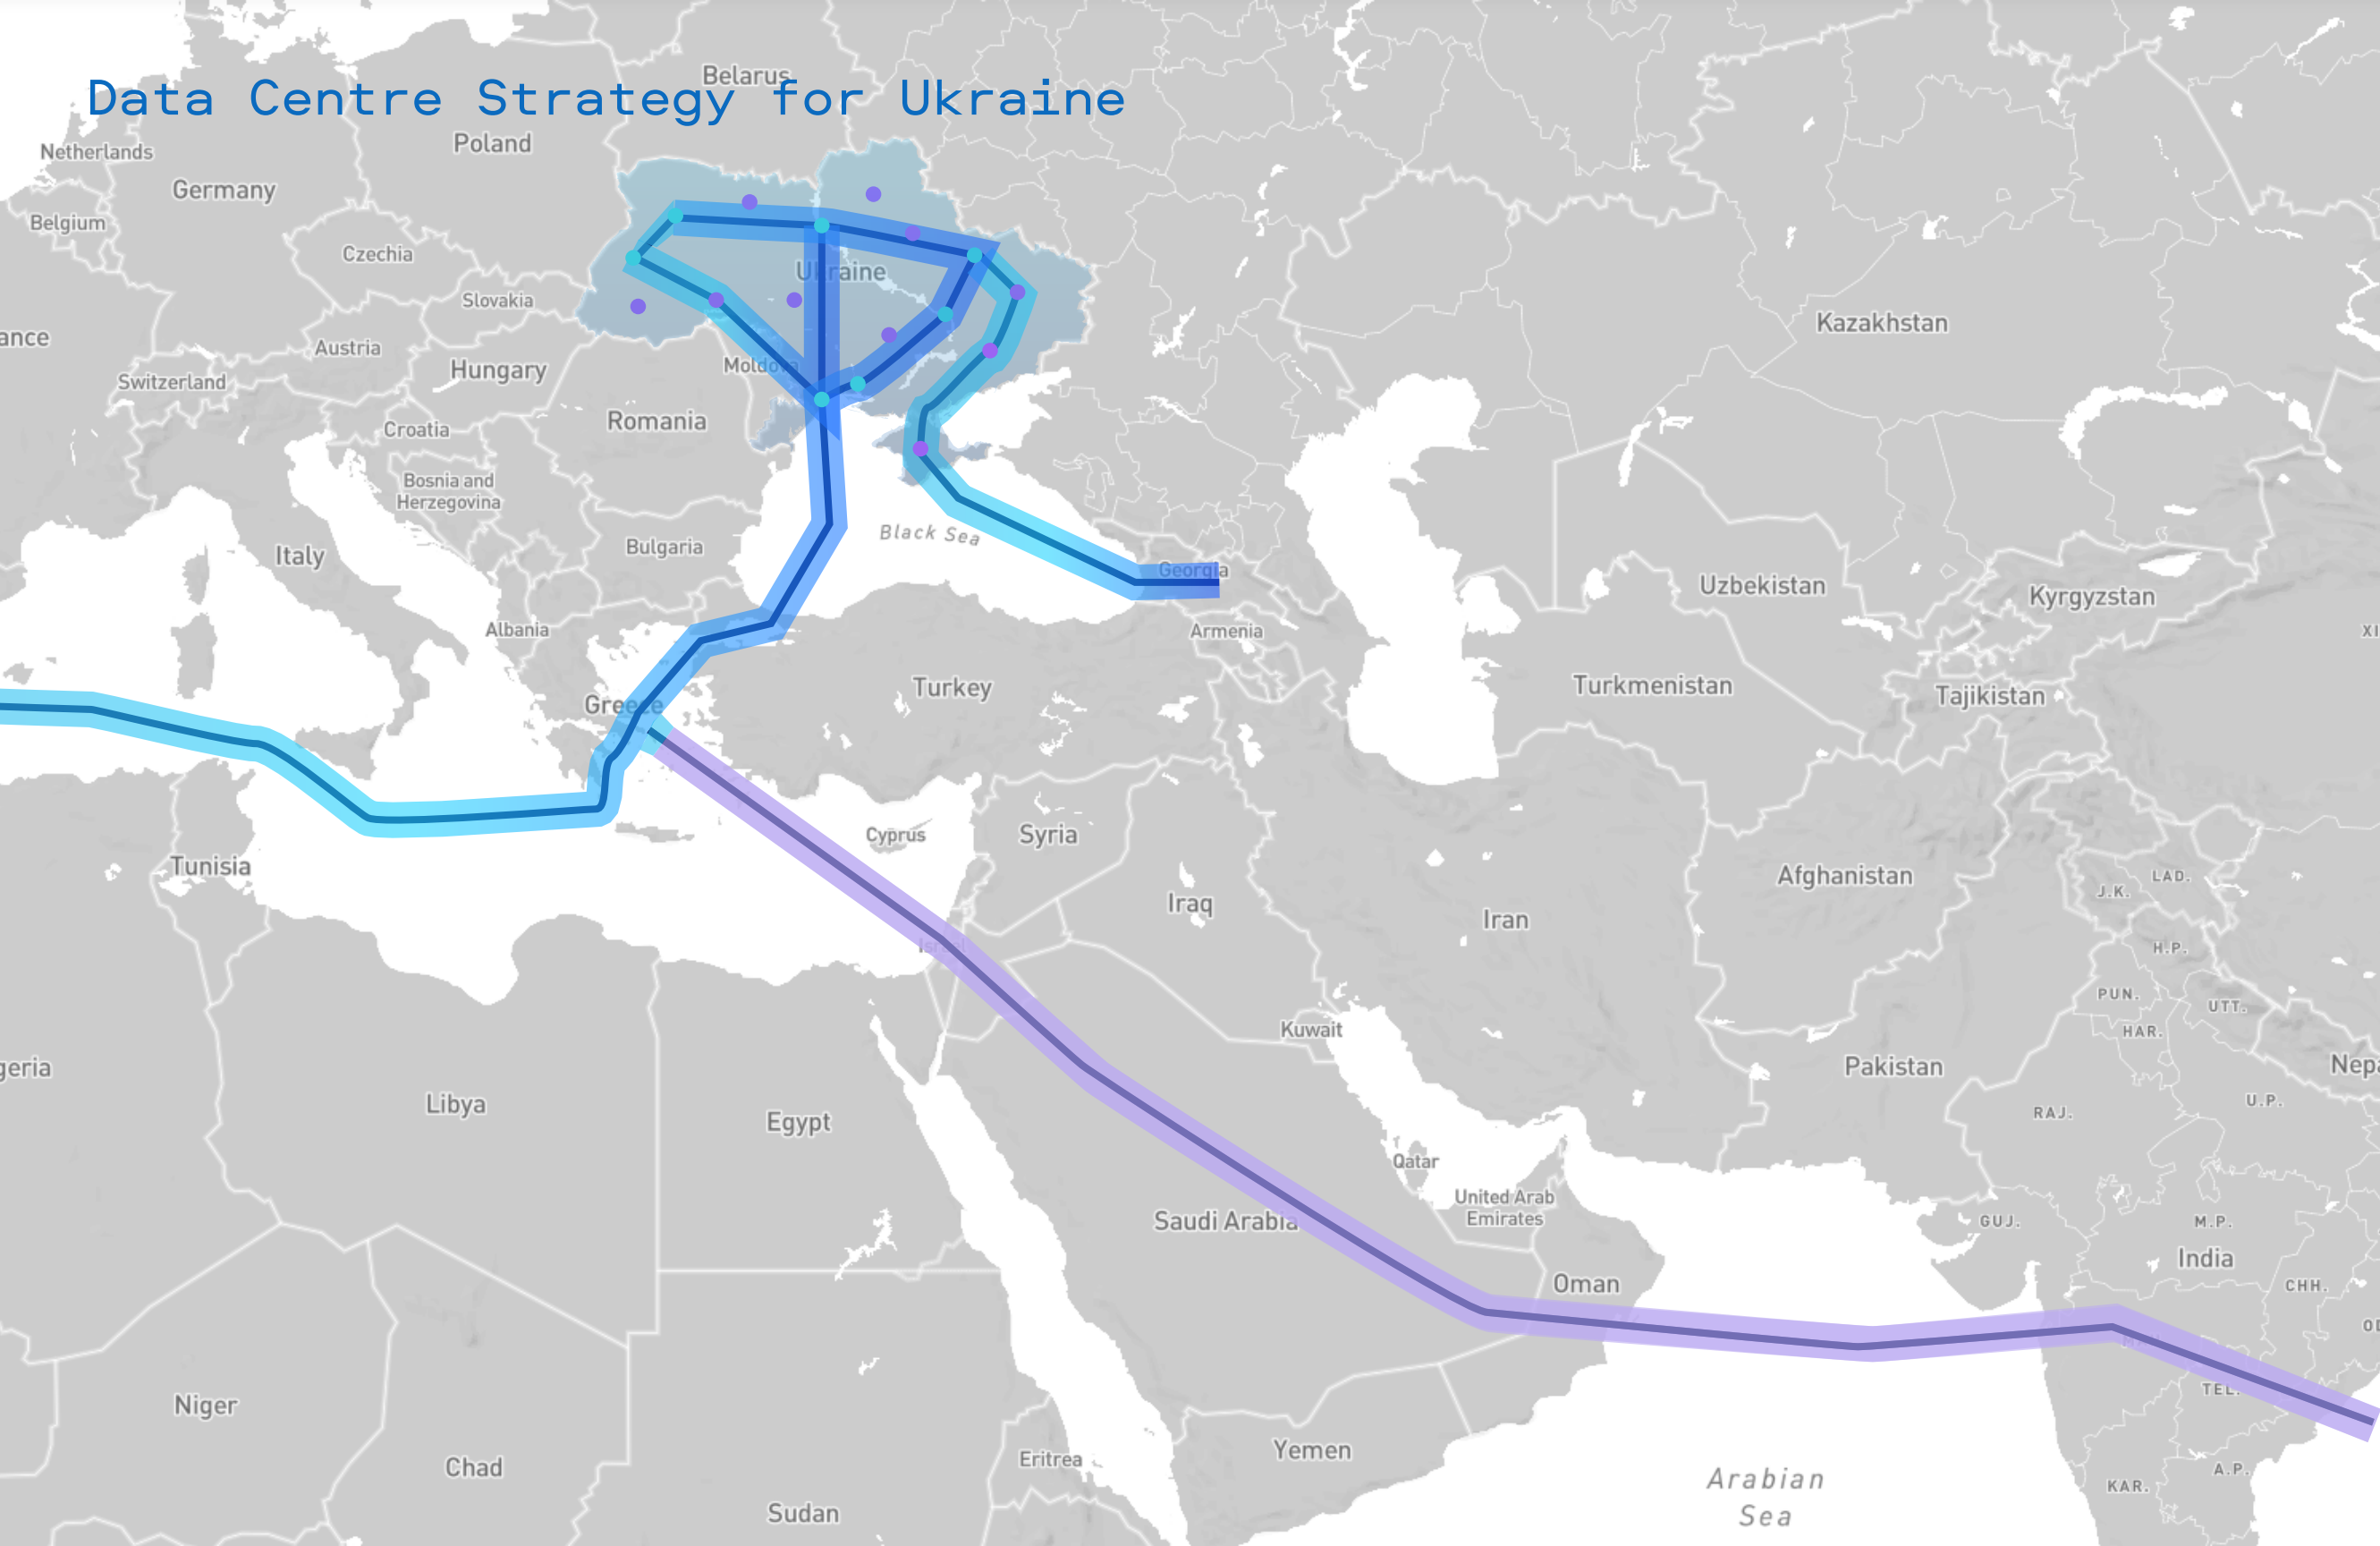 Data Centre Strategy for Ukraine
Belarus
Netherlands
Poland
Germany
Belgium
Czechia
Ukraine
Slovakia
ance
Austria
Kazakhstan
Switzerland
Hungary
Moldova
Croatia
Romania
Bosnia and
Herzegovina
Black Sea
Italy
Bulgaria
Georgia
Uzbekistan
Kyrgyzstan
Albania
Armenia
XI
Greece
Turkey
Turkmenistan
Tajikistan
Cyprus
Syria
Tunisia
Afghanistan
LAD.
J.K.
Iraq
Iran
Israel
H.P.
PUN.
UTT.
Kuwait
HAR.
geria
Pakistan
Nepa
Libya
Egypt
RAJ.
U.P.
Qatar
United Arab
Emirates
Saudi Arabia
GUJ.
M.P.
India
Oman
CHH.
TEL.
Niger
Chad
Eritrea
Yemen
Arabian
Sea
A.P.
KAR.
Sudan